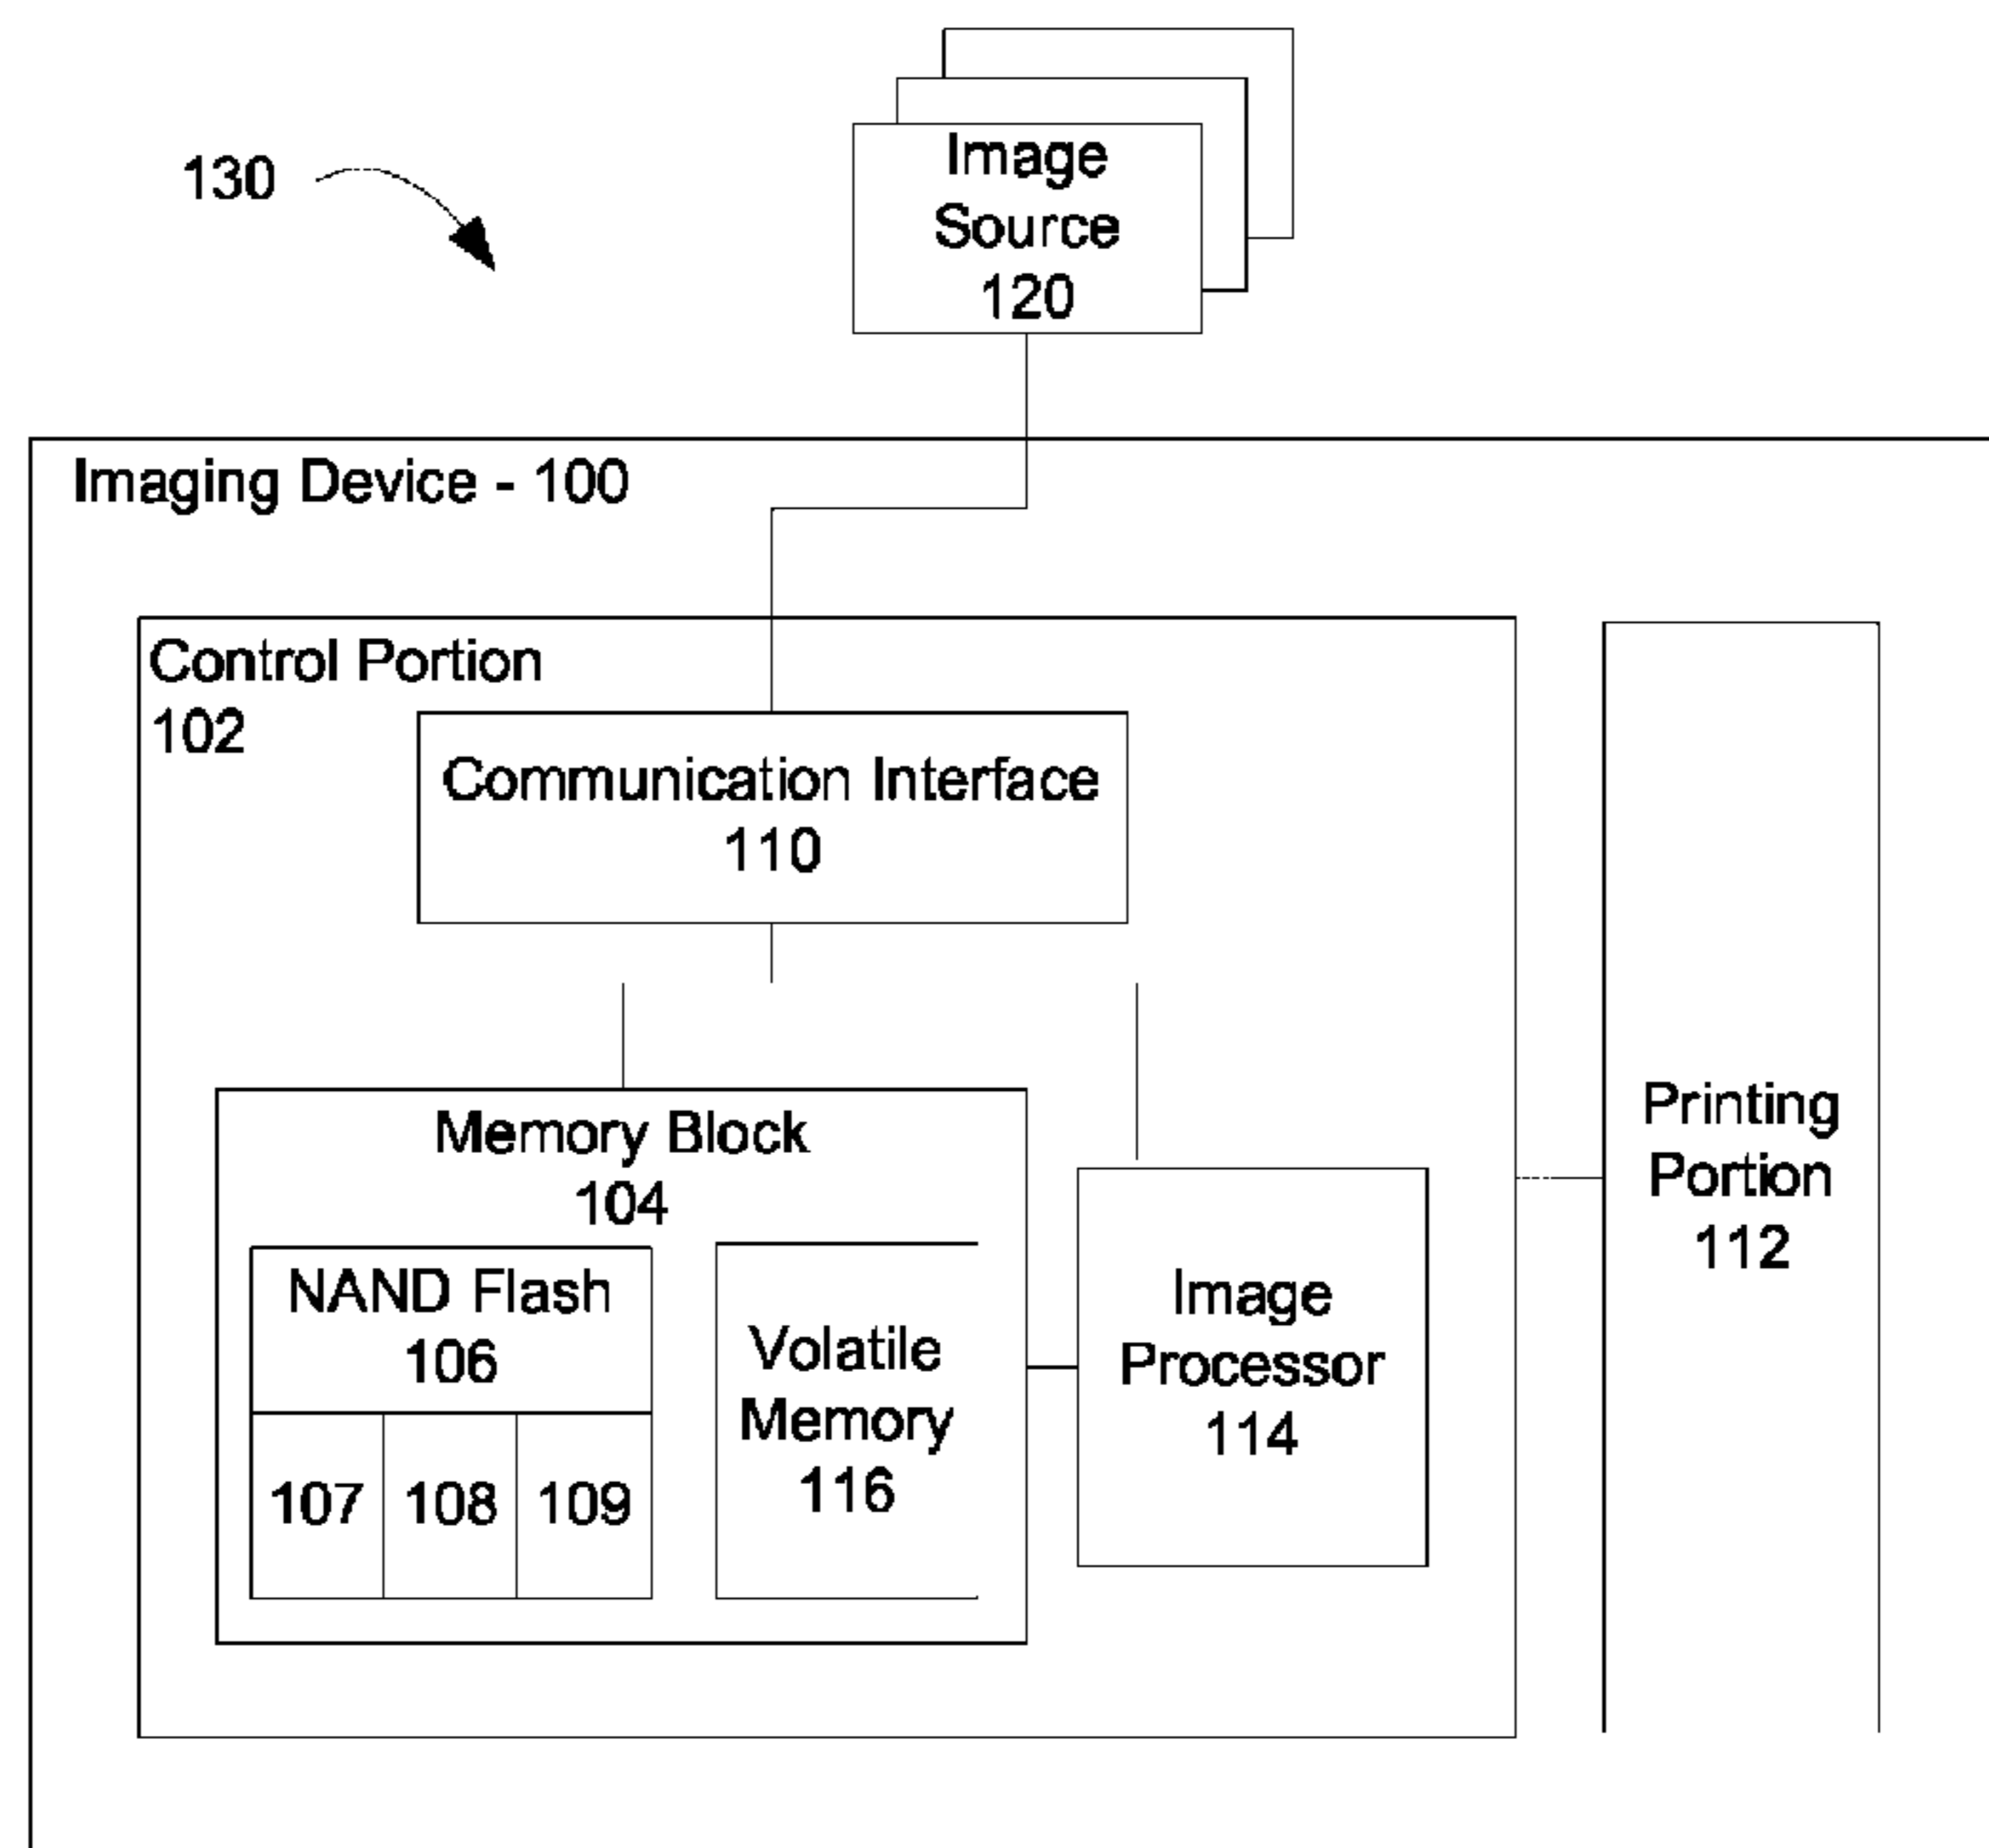 130
Image
Source
120
Imaging Device - 100
Control Portion
102
Communication Interface
110
Memory Block
104
NAND Flash
106
107 108 109
Volatile
Memory
116
Image
Processor
114
Printing
Portion
112